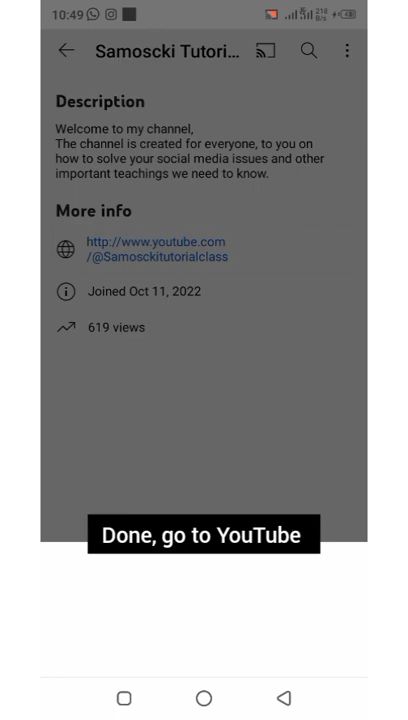 10:49
Samoscki Tutori...
Description
Welcome to my channel,
The channel is created for everyone, to you on
how to solve your social media issues and other
important teachings we need to know.
More info
http://www.youtube.com
/@Samosckitutorialclass
Joined Oct 11, 2022
619 views
Done, go to YouTube